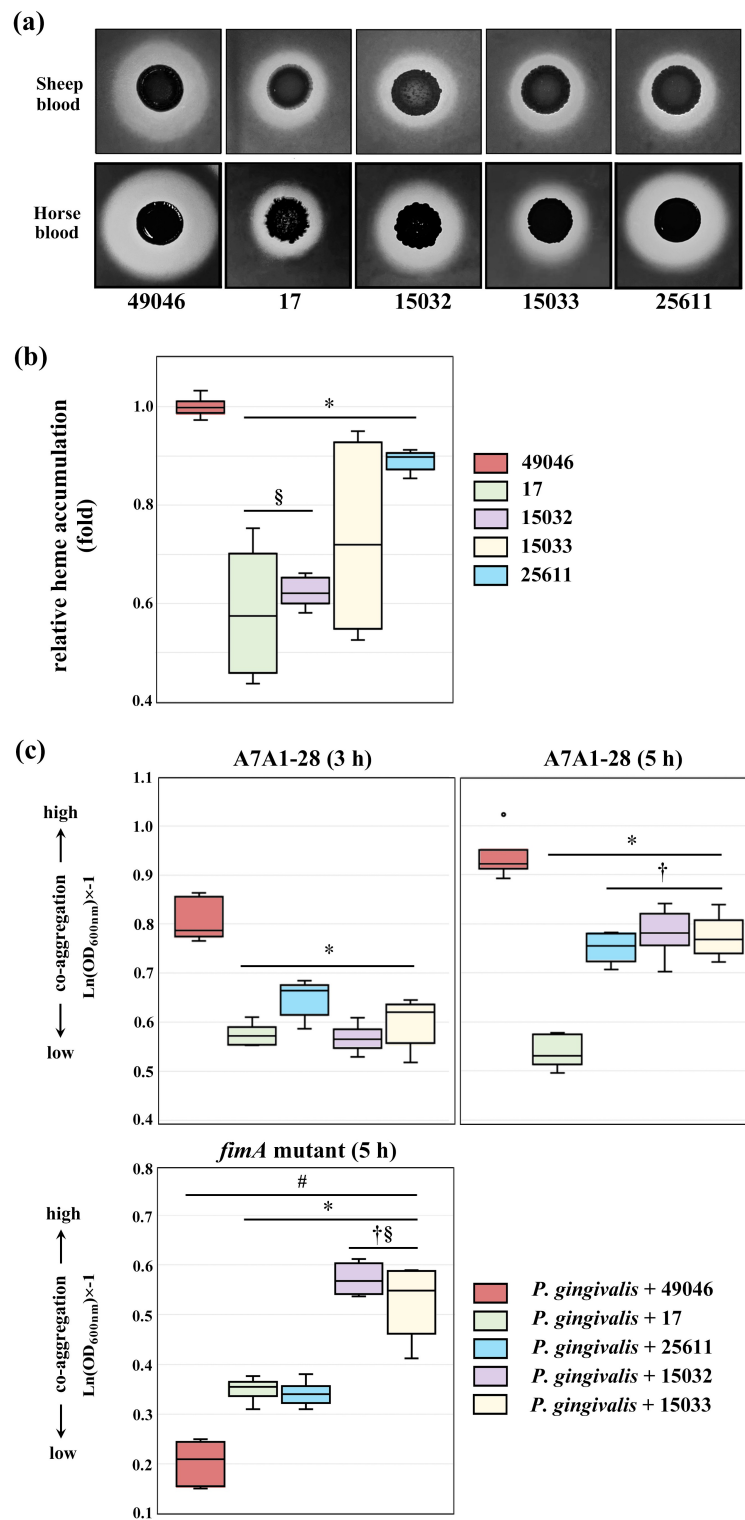 (a)
Sheep
blood
Horse
blood
49046 17 15032 15033 25611
(b)
relative heme accumulation
(fold)
1.0
0.8
0.6
0.4
*
§
49046
17
15032
15033
25611
(c)
A7A1-28 (3 h) A7A1-28 (5 h)
high
co-aggregation
Ln(OD600nm)×-1
low
1.1
1.0
0.9
0.8
0.7
0.6
0.5
0.4
*
*
†
fimA mutant (5 h)
high
co-aggregation
Ln(OD600nm)×-1
low
0.8
0.7
0.6
0.5
0.4
0.3
0.2
0.1
#
*
†§
P. gingivalis + 49046
P. gingivalis + 17
P. gingivalis + 25611
P. gingivalis + 15032
P. gingivalis + 15033